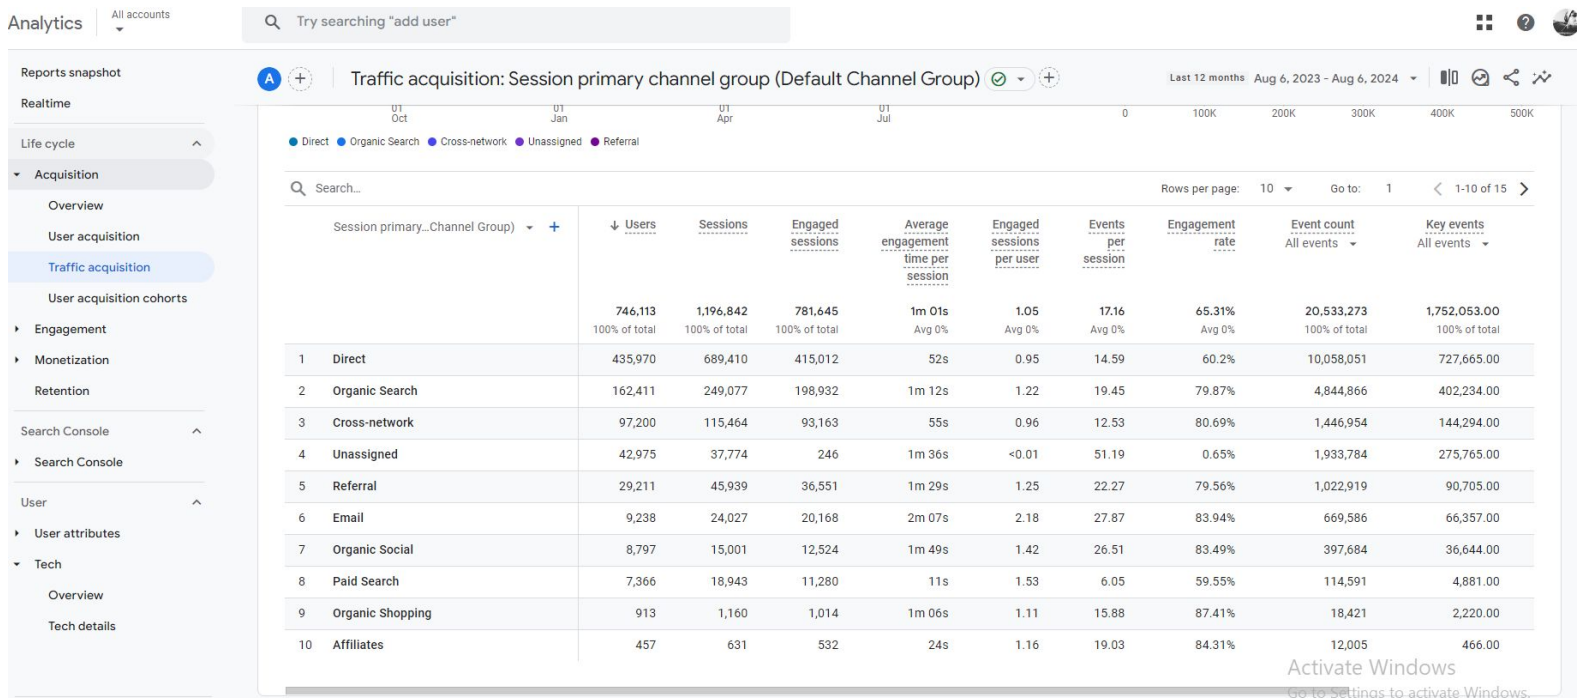 Analytics
All accounts
Try searching "add user"
Reports snapshot
Realtime
Life cycle
Acquisition
Overview
User acquisition
Traffic acquisition
User acquisition cohorts
Engagement
Monetization
Retention
Search Console
Search Console
User
User attributes
Tech
Overview
Tech details
A
Traffic acquisition: Session primary channel group (Default Channel Group)
Last 12 months Aug 6, 2023 - Aug 6, 2024
01 01 01 01
Oct Jan Apr Jul
0 100K 200K 300K 400K 500K
Direct Organic Search Cross-network Unassigned Referral
Search...
Rows per page: 10 Go to: 1 1-10 of 15
Session primary...Channel Group) +
Users
Sessions
Engaged
sessions
Average
engagement
time per
session
Engaged
sessions
per user
Events
per
session
Engagement
rate
Event count
All events
Key events
All events
746,113 1,196,842 781,645 1m 01s 1.05 17.16 65.31% 20,533,273 1,752,053.00
100% of total 100% of total 100% of total Avg 0% Avg 0% Avg 0% Avg 0% 100% of total 100% of total
1 Direct 435,970 689,410 415,012 52s 0.95 14.59 60.2% 10,058,051 727,665.00
2 Organic Search 162,411 249,077 198,932 1m 12s 1.22 19.45 79.87% 4,844,866 402,234.00
3 Cross-network 97,200 115,464 93,163 55s 0.96 12.53 80.69% 1,446,954 144,294.00
4 Unassigned 42,975 37,774 246 1m 36s <0.01 51.19 0.65% 1,933,784 275,765.00
5 Referral 29,211 45,939 36,551 1m 29s 1.25 22.27 79.56% 1,022,919 90,705.00
6 Email 9,238 24,027 20,168 2m 07s 2.18 27.87 83.94% 669,586 66,357.00
7 Organic Social 8,797 15,001 12,524 1m 49s 1.42 26.51 83.49% 397,684 36,644.00
8 Paid Search 7,366 18,943 11,280 11s 1.53 6.05 59.55% 114,591 4,881.00
9 Organic Shopping 913 1,160 1,014 1m 06s 1.11 15.88 87.41% 18,421 2,220.00
10 Affiliates 457 631 532 24s 1.16 19.03 84.31% 12,005 466.00
Activate Windows
Go to Settings to activate Windows.